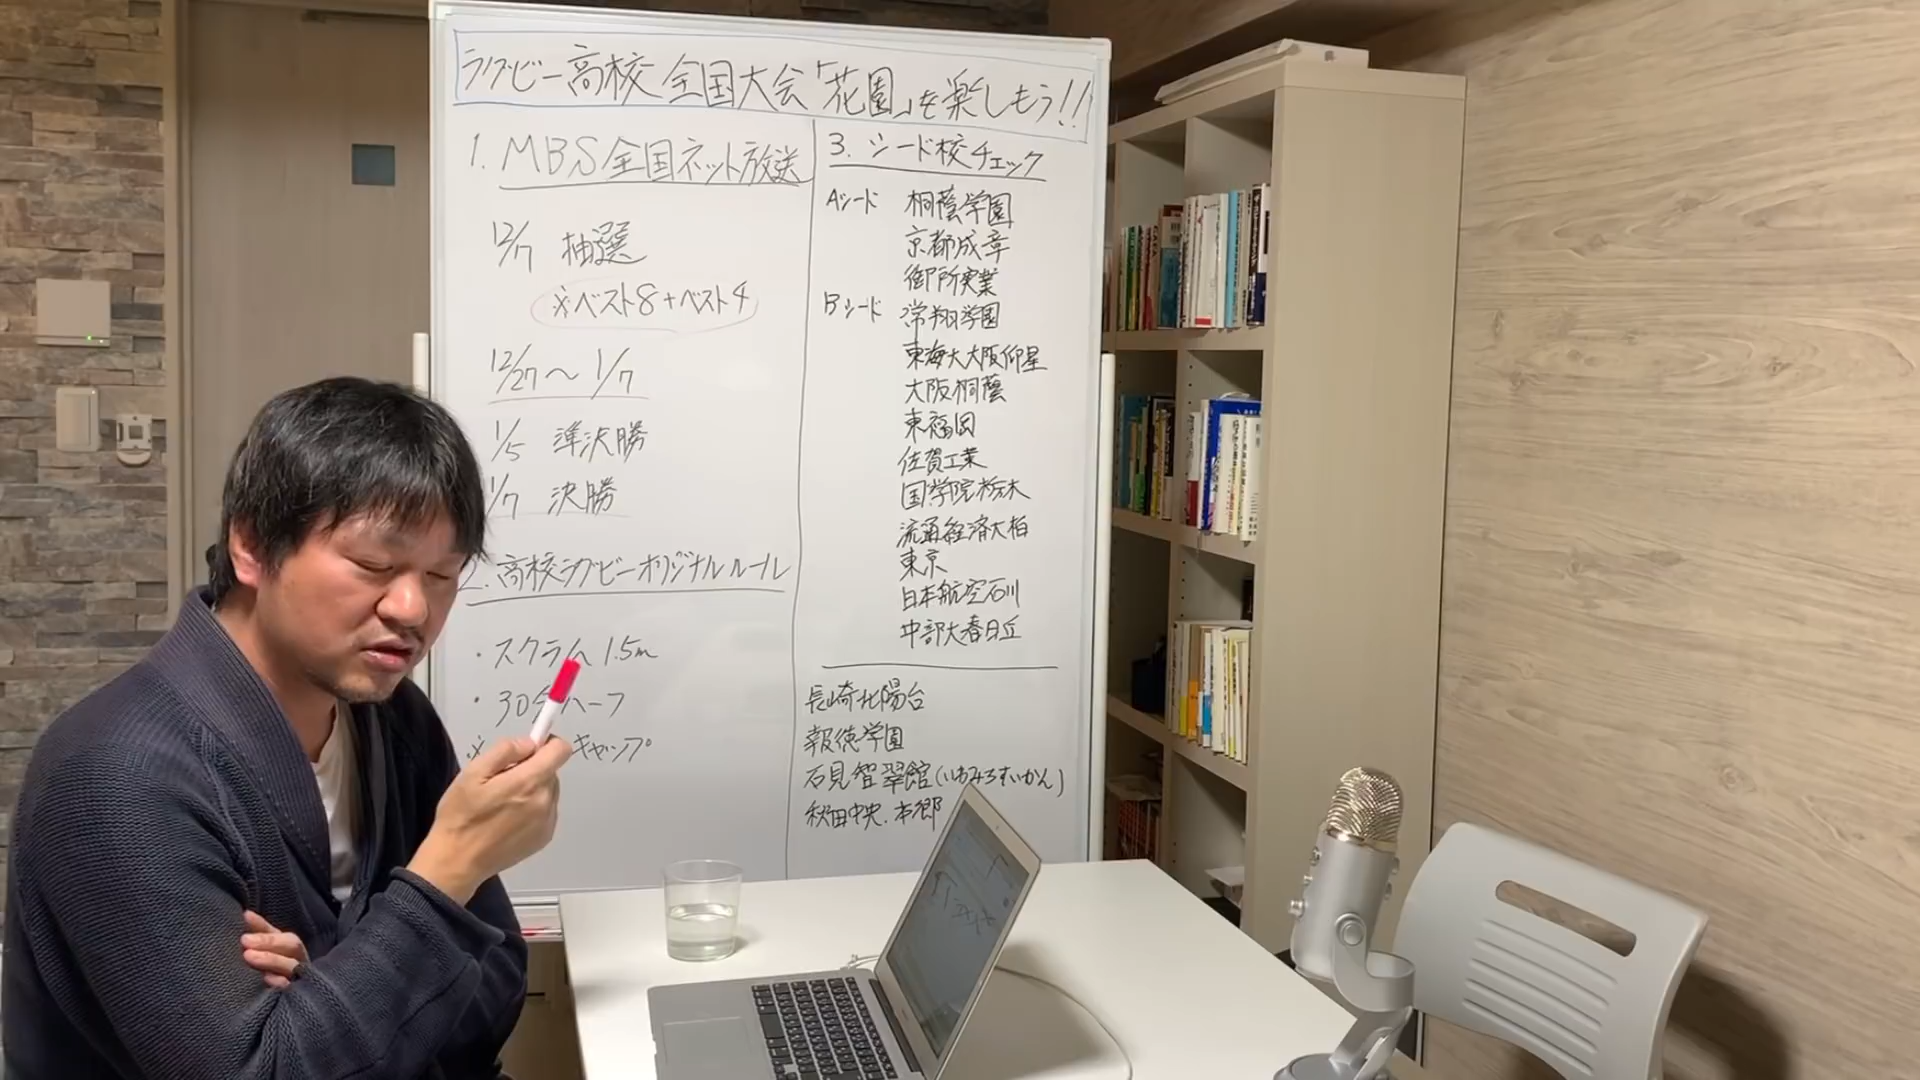 ラグビー高校全国大会「花園」を楽しもう!!
1. MBS全国ネット放送
12/7 抽選
※ベスト8+ベスト4
12/27〜1/7
1/5 準決勝
1/7 決勝
2. 高校ラグビーオリジナルルール
・スクラム 1.5m
・30分ハーフ
※ キャップ
3. シード校チェック
Aシード 桐蔭学園
京都成章
御所実業
Bシード 常翔学園
東海大大阪仰星
大阪桐蔭
東福岡
佐賀工業
国学院栃木
流通経済大柏
東京
日本航空石川
中部大春日丘
長崎北陽台
報徳学園
石見智翠館(いわみちすいかん)
秋田中央.本郷